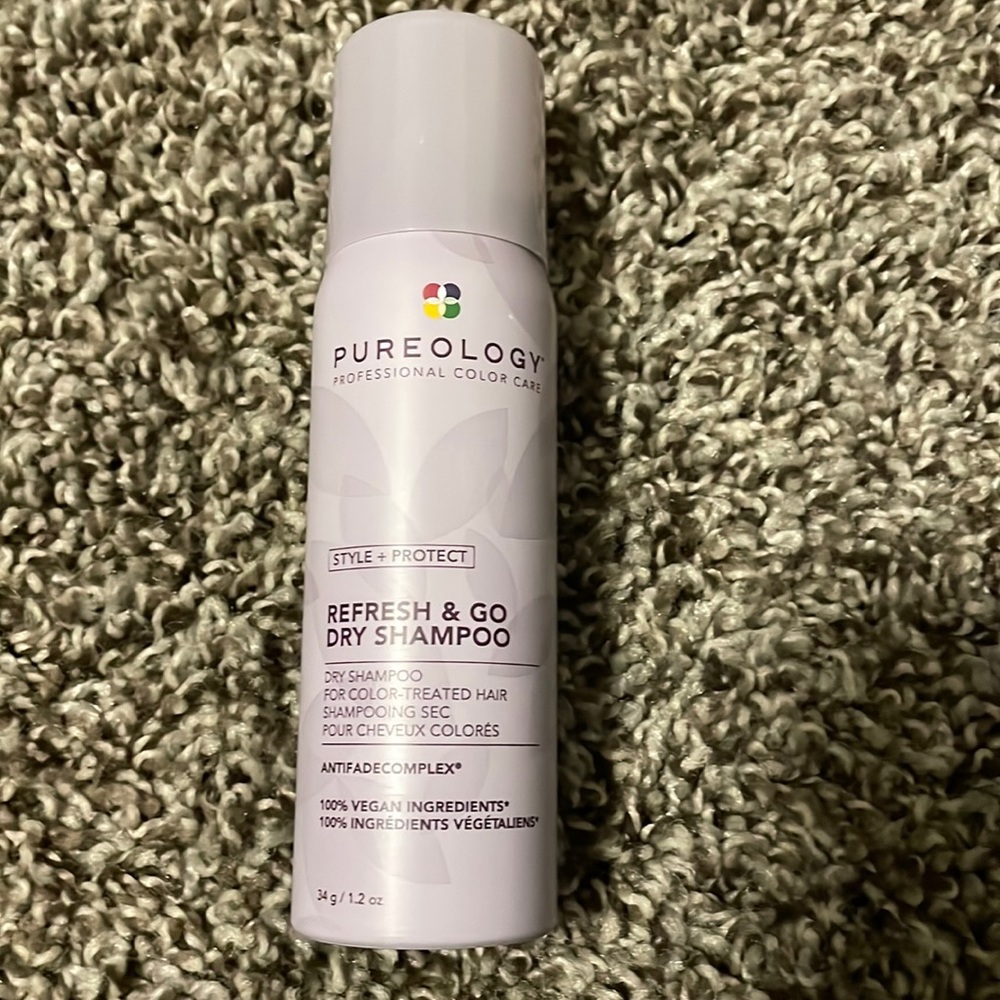 PUREOLOGY™
PROFESSIONAL COLOR CARE
STYLE + PROTECT
REFRESH & GO
DRY SHAMPOO
DRY SHAMPOO
FOR COLOR-TREATED HAIR
SHAMPOOING SEC
POUR CHEVEUX COLORÉS
ANTIFADECOMPLEX®
100% VEGAN INGREDIENTS*
100% INGRÉDIENTS VÉGÉTALIENS*
34 g / 1.2 oz